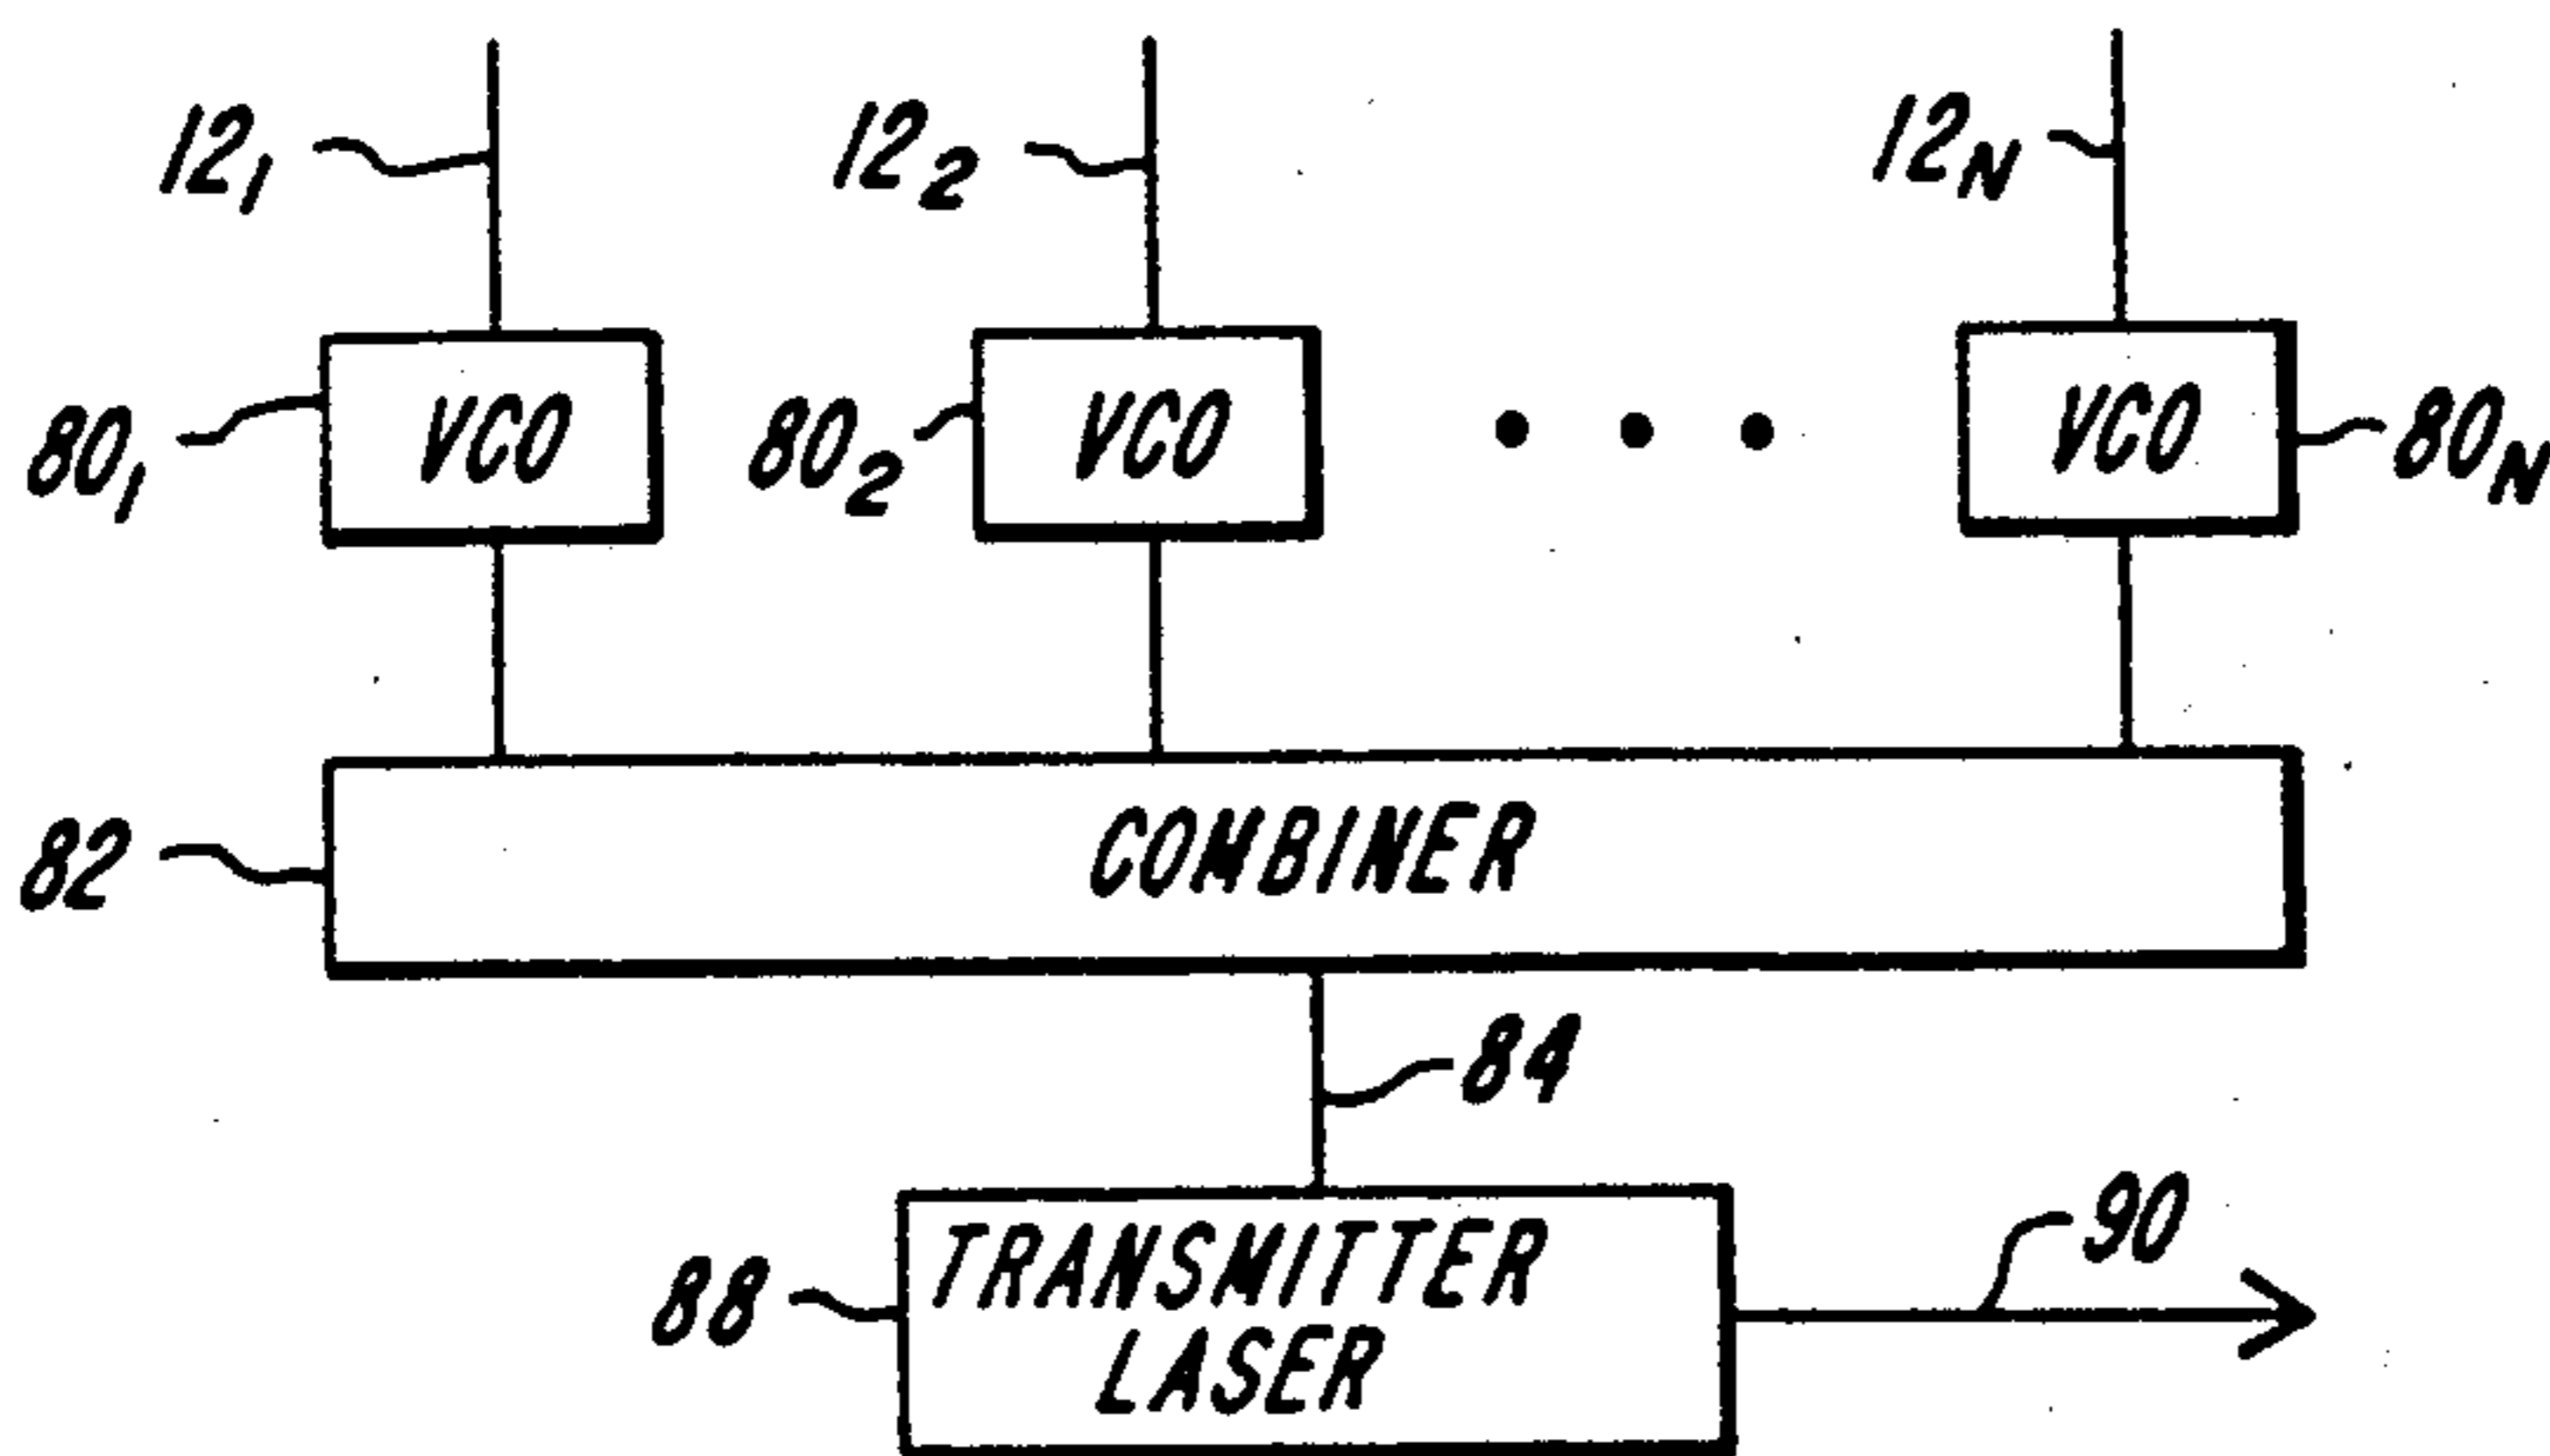 12₁ 12₂ 12N
80₁ VCO 80₂ VCO VCO 80N
82 COMBINER
84
90
88 TRANSMITTER
LASER